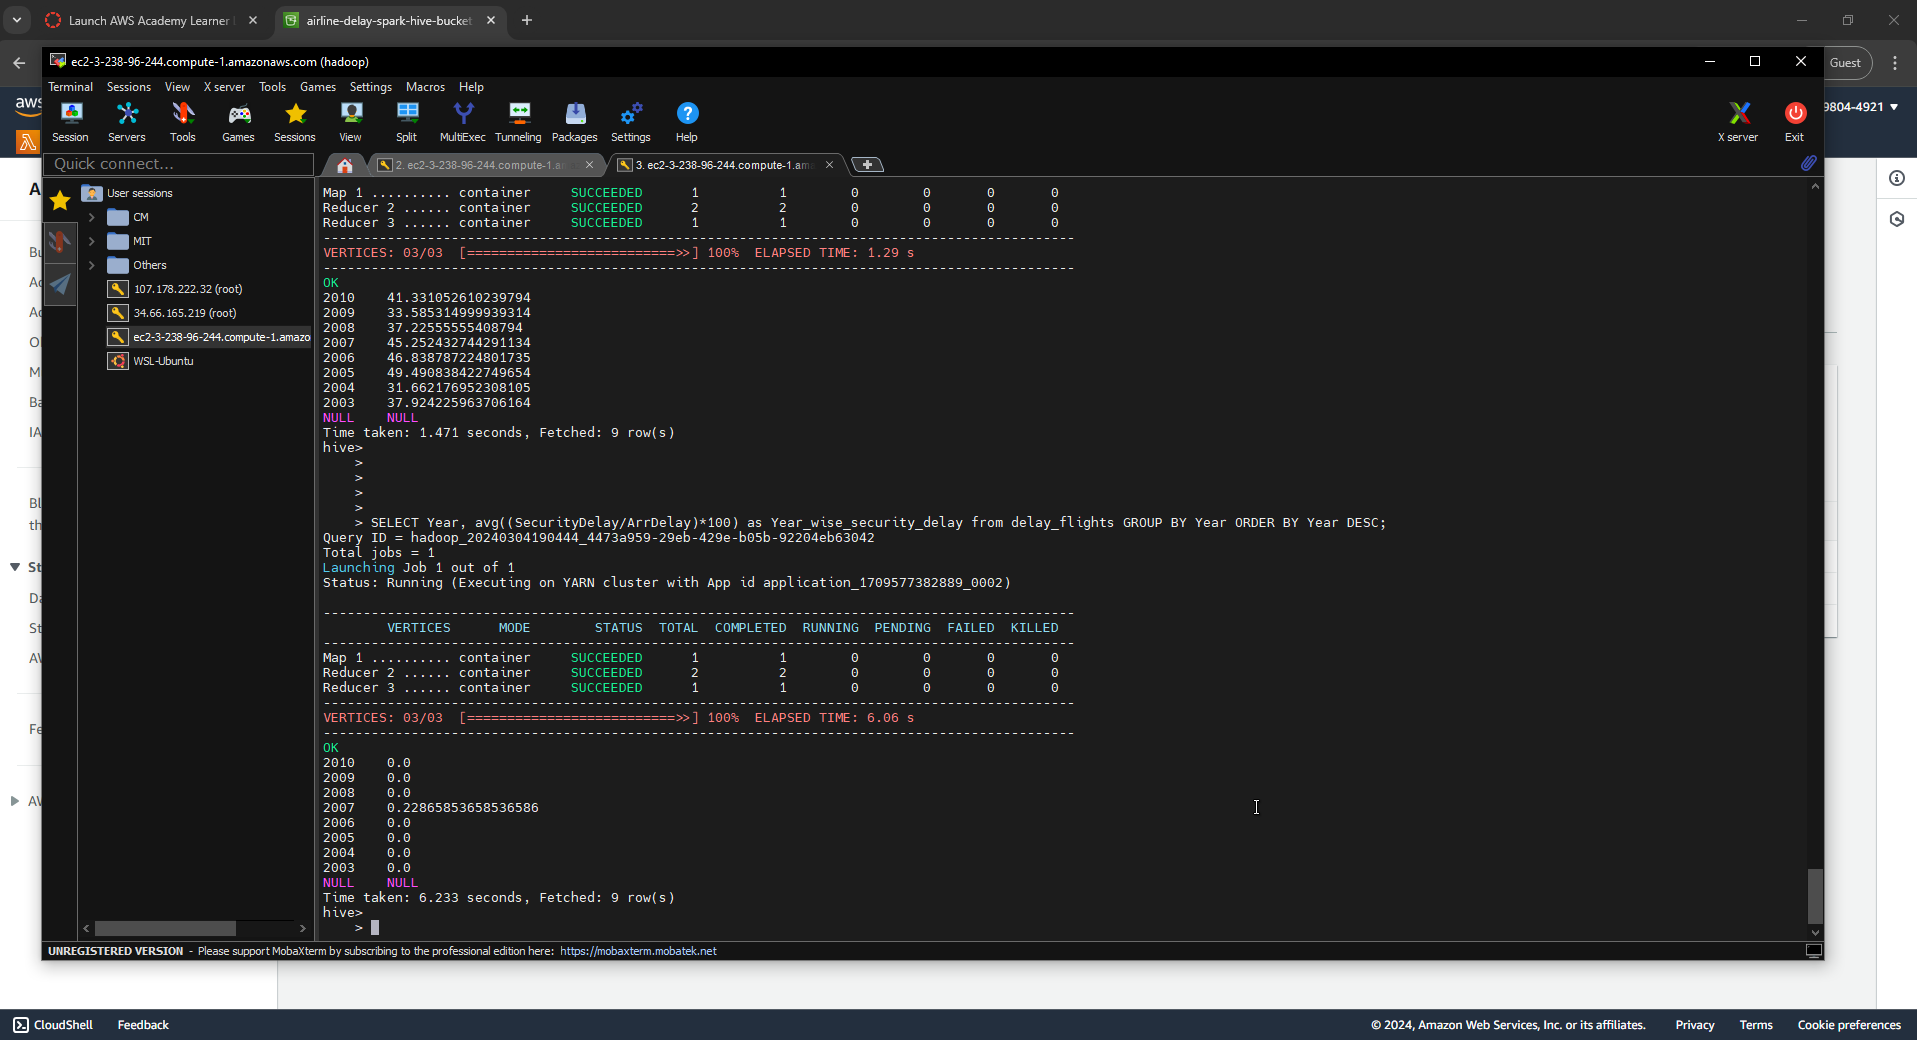 Launch AWS Academy Learner
airline-delay-spark-hive-bucket
ec2-3-238-96-244.compute-1.amazonaws.com (hadoop)
Guest
Terminal Sessions View X server Tools Games Settings Macros Help
aws
9804-4921
Session Servers Tools Games Sessions View Split MultiExec Tunneling Packages Settings Help X server Exit
Quick connect...
2. ec2-3-238-96-244.compute-1.am
3. ec2-3-238-96-244.compute-1.am
User sessions
CM
MIT
Others
107.178.222.32 (root)
34.66.165.219 (root)
ec2-3-238-96-244.compute-1.amazo
WSL-Ubuntu
Map 1 .......... container SUCCEEDED 1 1 0 0 0 0
Reducer 2 ...... container SUCCEEDED 2 2 0 0 0 0
Reducer 3 ...... container SUCCEEDED 1 1 0 0 0 0
VERTICES: 03/03 [==========================>>] 100% ELAPSED TIME: 1.29 s
OK
2010 41.331052610239794
2009 33.585314999939314
2008 37.22555555408794
2007 45.252432744291134
2006 46.838787224801735
2005 49.490838422749654
2004 31.662176952308105
2003 37.924225963706164
NULL NULL
Time taken: 1.471 seconds, Fetched: 9 row(s)
hive>
>
>
>
>
> SELECT Year, avg((SecurityDelay/ArrDelay)*100) as Year_wise_security_delay from delay_flights GROUP BY Year ORDER BY Year DESC;
Query ID = hadoop_20240304190444_4473a959-29eb-429e-b05b-92204eb63042
Total jobs = 1
Launching Job 1 out of 1
Status: Running (Executing on YARN cluster with App id application_1709577382889_0002)
VERTICES MODE STATUS TOTAL COMPLETED RUNNING PENDING FAILED KILLED
Map 1 .......... container SUCCEEDED 1 1 0 0 0 0
Reducer 2 ...... container SUCCEEDED 2 2 0 0 0 0
Reducer 3 ...... container SUCCEEDED 1 1 0 0 0 0
VERTICES: 03/03 [==========================>>] 100% ELAPSED TIME: 6.06 s
OK
2010 0.0
2009 0.0
2008 0.0
2007 0.22865853658536586
2006 0.0
2005 0.0
2004 0.0
2003 0.0
NULL NULL
Time taken: 6.233 seconds, Fetched: 9 row(s)
hive>
>
UNREGISTERED VERSION - Please support MobaXterm by subscribing to the professional edition here: https://mobaxterm.mobatek.net
CloudShell Feedback © 2024, Amazon Web Services, Inc. or its affiliates. Privacy Terms Cookie preferences